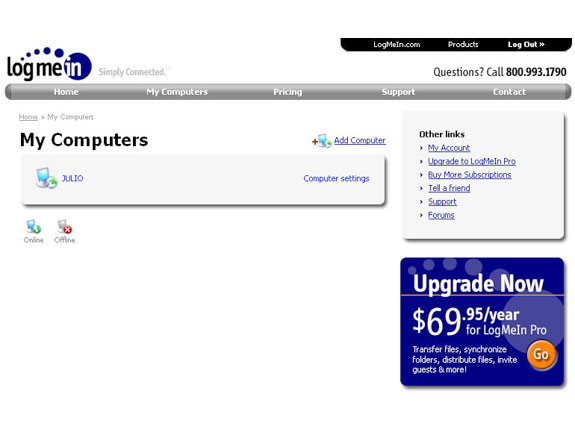 LogMeIn.com Products Log Out »
logmein Simply Connected.™
Questions? Call 800.993.1790
Home My Computers Pricing Support Contact
Home > My Computers
My Computers
Add Computer
JULIO Computer settings
Online Offline
Other links
My Account
Upgrade to LogMeIn Pro
Buy More Subscriptions
Tell a friend
Support
Forums
Upgrade Now
$69.95/year
for LogMeIn Pro
Transfer files, synchronize
folders, distribute files, invite
guests & more!
Go